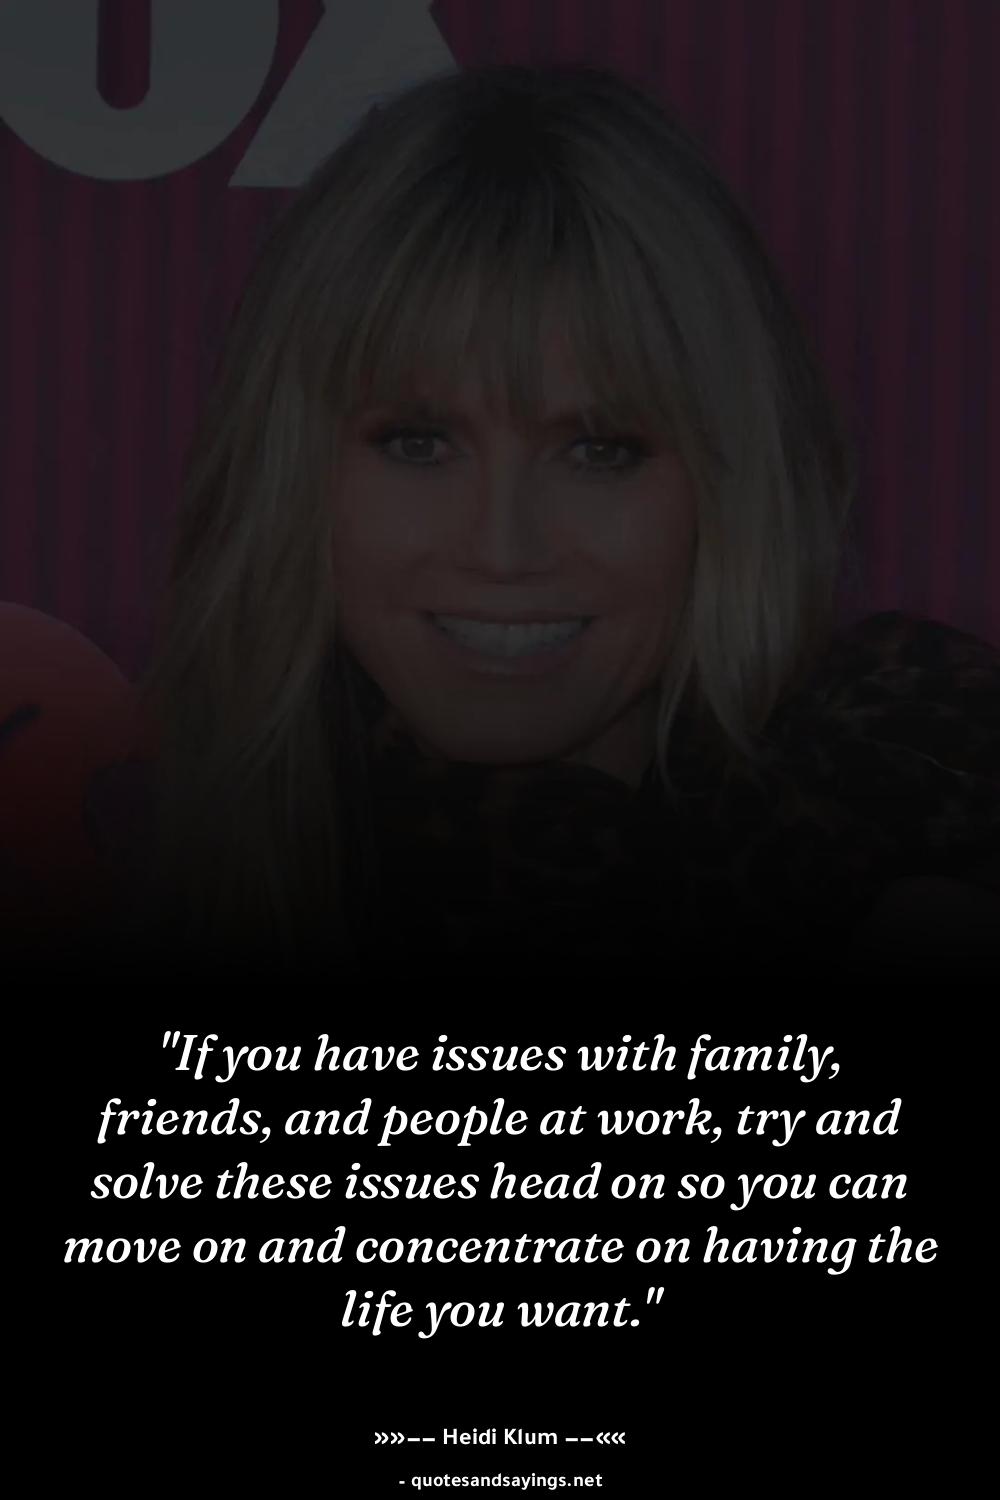 "If you have issues with family,
friends, and people at work, try and
solve these issues head on so you can
move on and concentrate on having the
life you want."
»»−− Heidi Klum −−««
- quotesandsayings.net